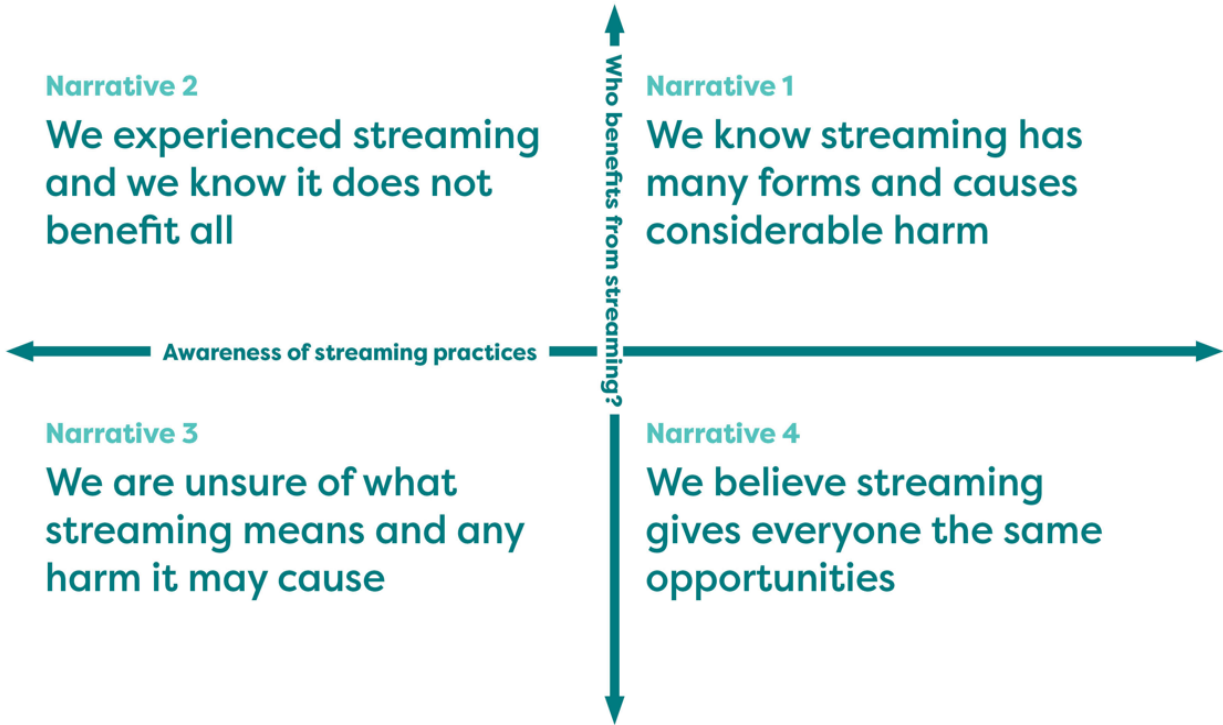 Narrative 2
We experienced streaming
and we know it does not
benefit all
Who benefits from streaming?
Narrative 1
We know streaming has
many forms and causes
considerable harm
Awareness of streaming practices
Narrative 3
We are unsure of what
streaming means and any
harm it may cause
Narrative 4
We believe streaming
gives everyone the same
opportunities